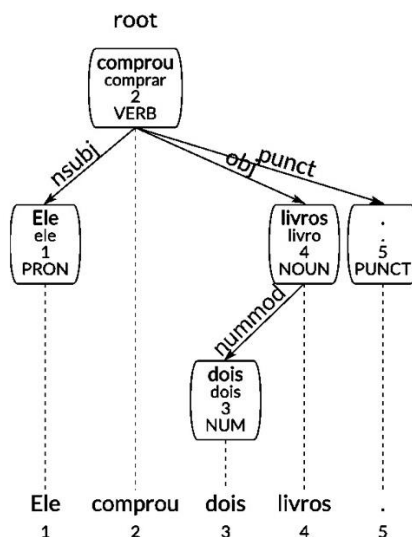 root
comprou
comprar
2
VERB
nsubj
obj
punct
Ele
ele
1
PRON
livros
livro
4
NOUN
.
.
5
PUNCT
nummod
dois
dois
3
NUM
Ele comprou dois livros .
1 2 3 4 5